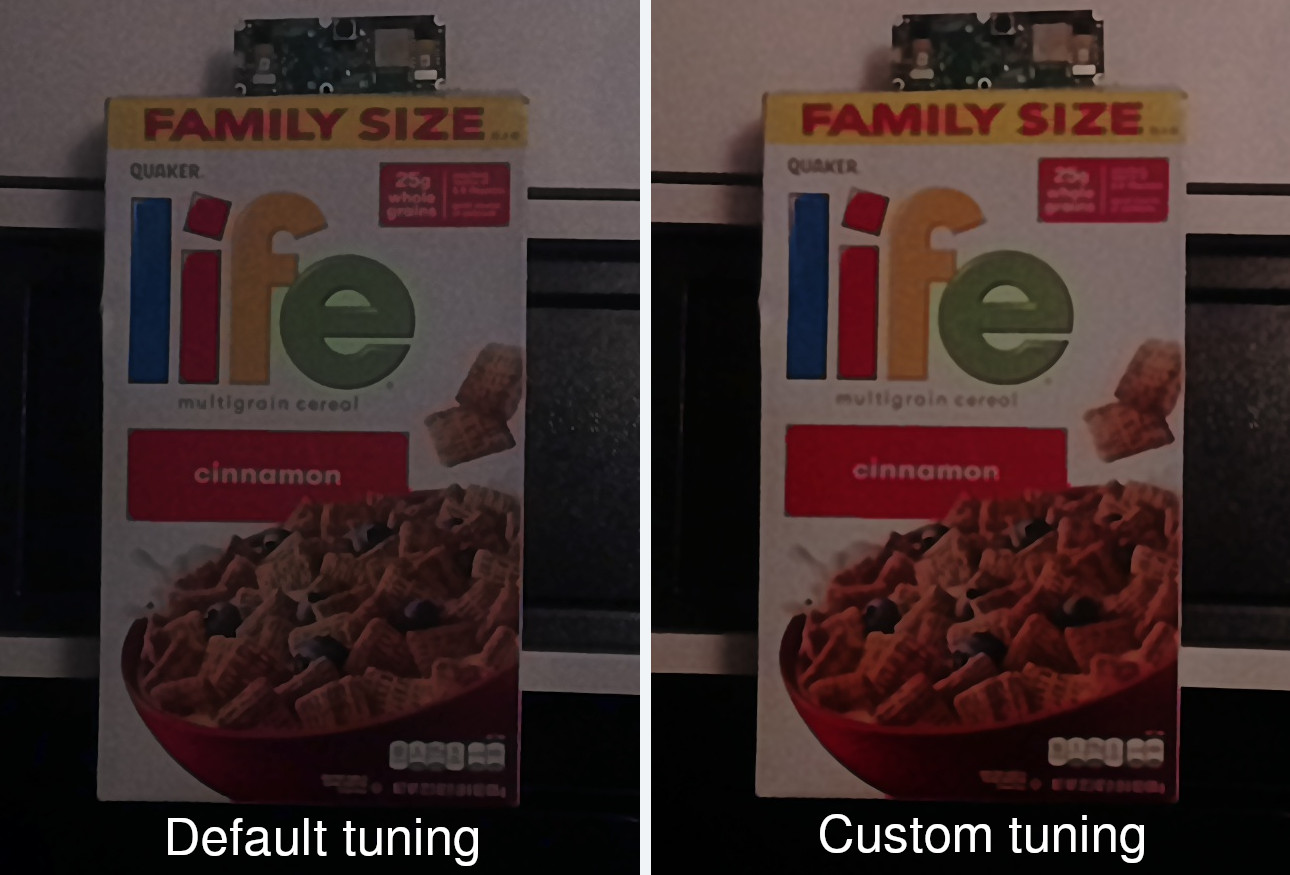 FAMILY SIZE
QUAKER
25g
whole
grains
life
multigrain cereal
cinnamon
Default tuning
FAMILY SIZE
QUAKER
25g
whole
grains
life
multigrain cereal
cinnamon
Custom tuning